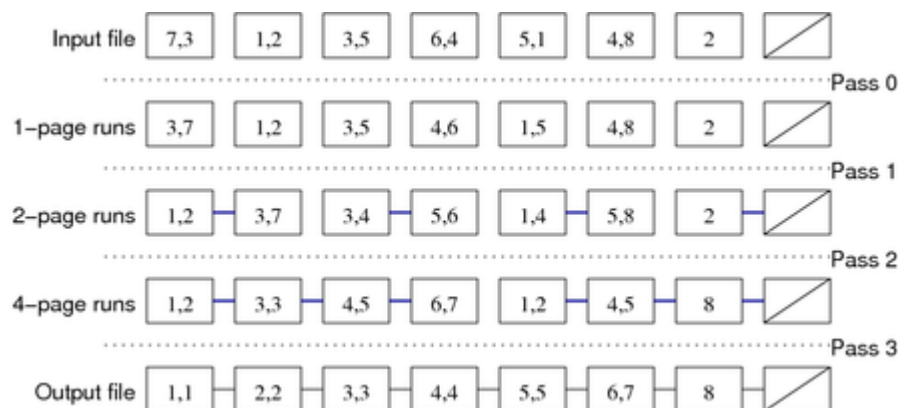 Input file 7,3 1,2 3,5 6,4 5,1 4,8 2
Pass 0
1-page runs 3,7 1,2 3,5 4,6 1,5 4,8 2
Pass 1
2-page runs 1,2 3,7 3,4 5,6 1,4 5,8 2
Pass 2
4-page runs 1,2 3,3 4,5 6,7 1,2 4,5 8
Pass 3
Output file 1,1 2,2 3,3 4,4 5,5 6,7 8